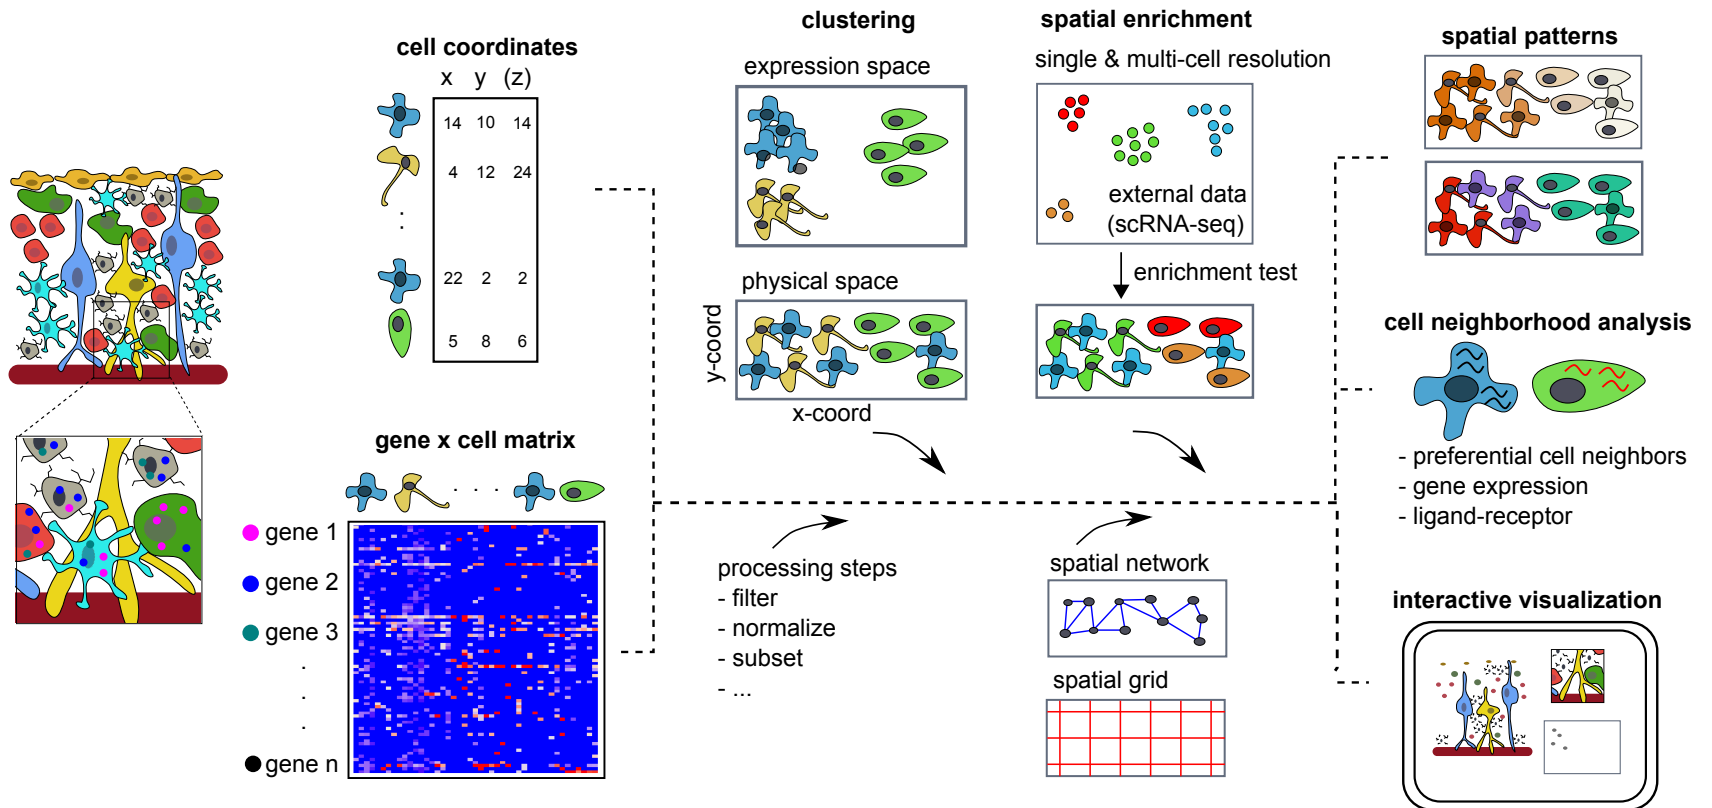 cell coordinates
x y (z)
14 10 14
4 12 24
.
.
22 2 2
5 8 6
gene x cell matrix
. . . .
gene 1
gene 2
gene 3
.
.
.
gene n
clustering
expression space
physical space
y-coord
x-coord
processing steps
- filter
- normalize
- subset
- ...
spatial enrichment
single & multi-cell resolution
external data
(scRNA-seq)
enrichment test
spatial network
spatial grid
spatial patterns
cell neighborhood analysis
- preferential cell neighbors
- gene expression
- ligand-receptor
interactive visualization